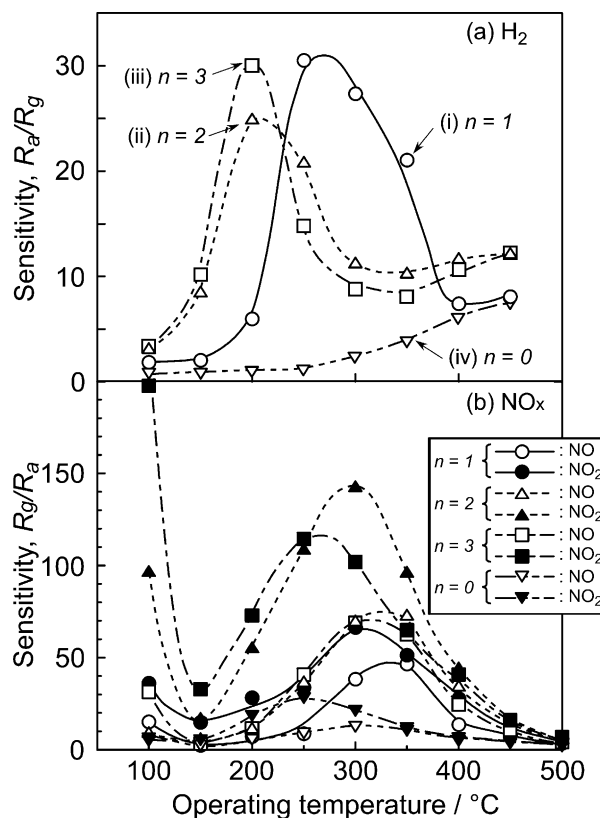 (a) H2
30
20
10
0
Sensitivity, Ra/Rg
(iii) n = 3
(ii) n = 2
(i) n = 1
(iv) n = 0
(b) NOx
150
100
50
0
Sensitivity, Rg/Ra
n = 1 { : NO
: NO2
n = 2 { : NO
: NO2
n = 3 { : NO
: NO2
n = 0 { : NO
: NO2
100 200 300 400 500
Operating temperature / °C